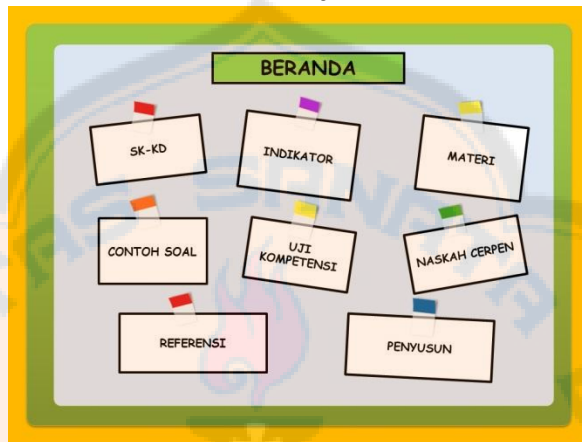 BERANDA
SK-KD
INDIKATOR
MATERI
CONTOH SOAL
UJI
KOMPETENSI
NASKAH CERPEN
REFERENSI
PENYUSUN